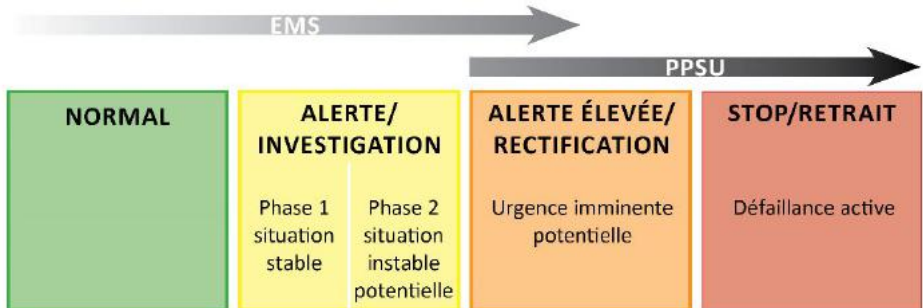 EMS
PPSU
NORMAL
ALERTE/
INVESTIGATION
Phase 1
situation
stable
Phase 2
situation
instable
potentielle
ALERTE ÉLEVÉE/
RECTIFICATION
Urgence imminente
potentielle
STOP/RETRAIT
Défaillance active